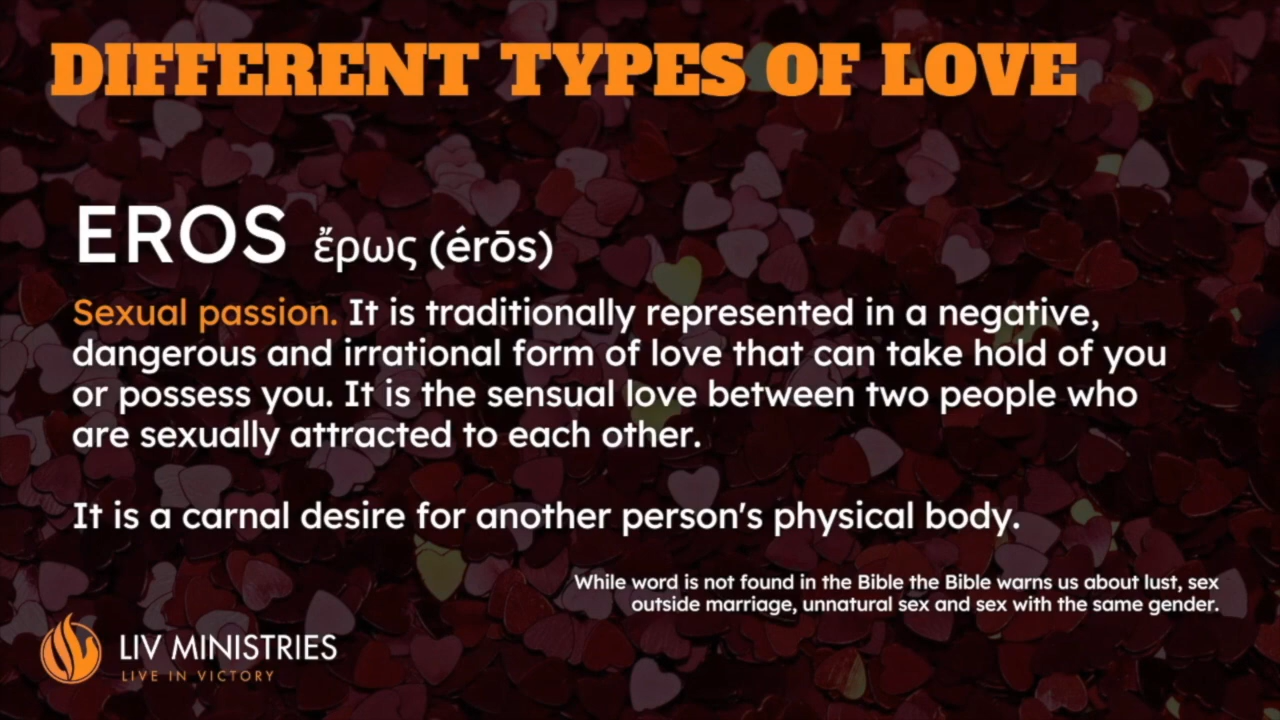 DIFFERENT TYPES OF LOVE
EROS ἔρως (érōs)
Sexual passion. It is traditionally represented in a negative,
dangerous and irrational form of love that can take hold of you
or possess you. It is the sensual love between two people who
are sexually attracted to each other.
It is a carnal desire for another person's physical body.
While word is not found in the Bible the Bible warns us about lust, sex
outside marriage, unnatural sex and sex with the same gender.
LIV MINISTRIES
LIVE IN VICTORY